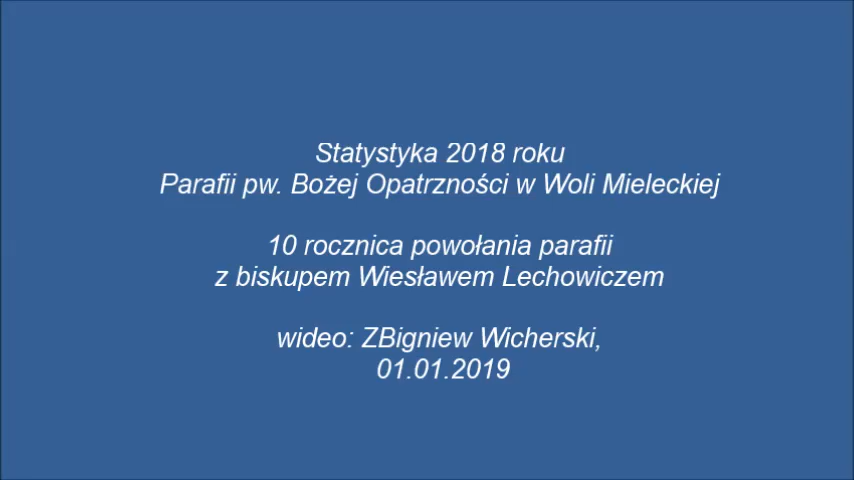 Statystyka 2018 roku
Parafii pw. Bożej Opatrzności w Woli Mieleckiej
10 rocznica powołania parafii
z biskupem Wiesławem Lechowiczem
wideo: ZBigniew Wicherski,
01.01.2019